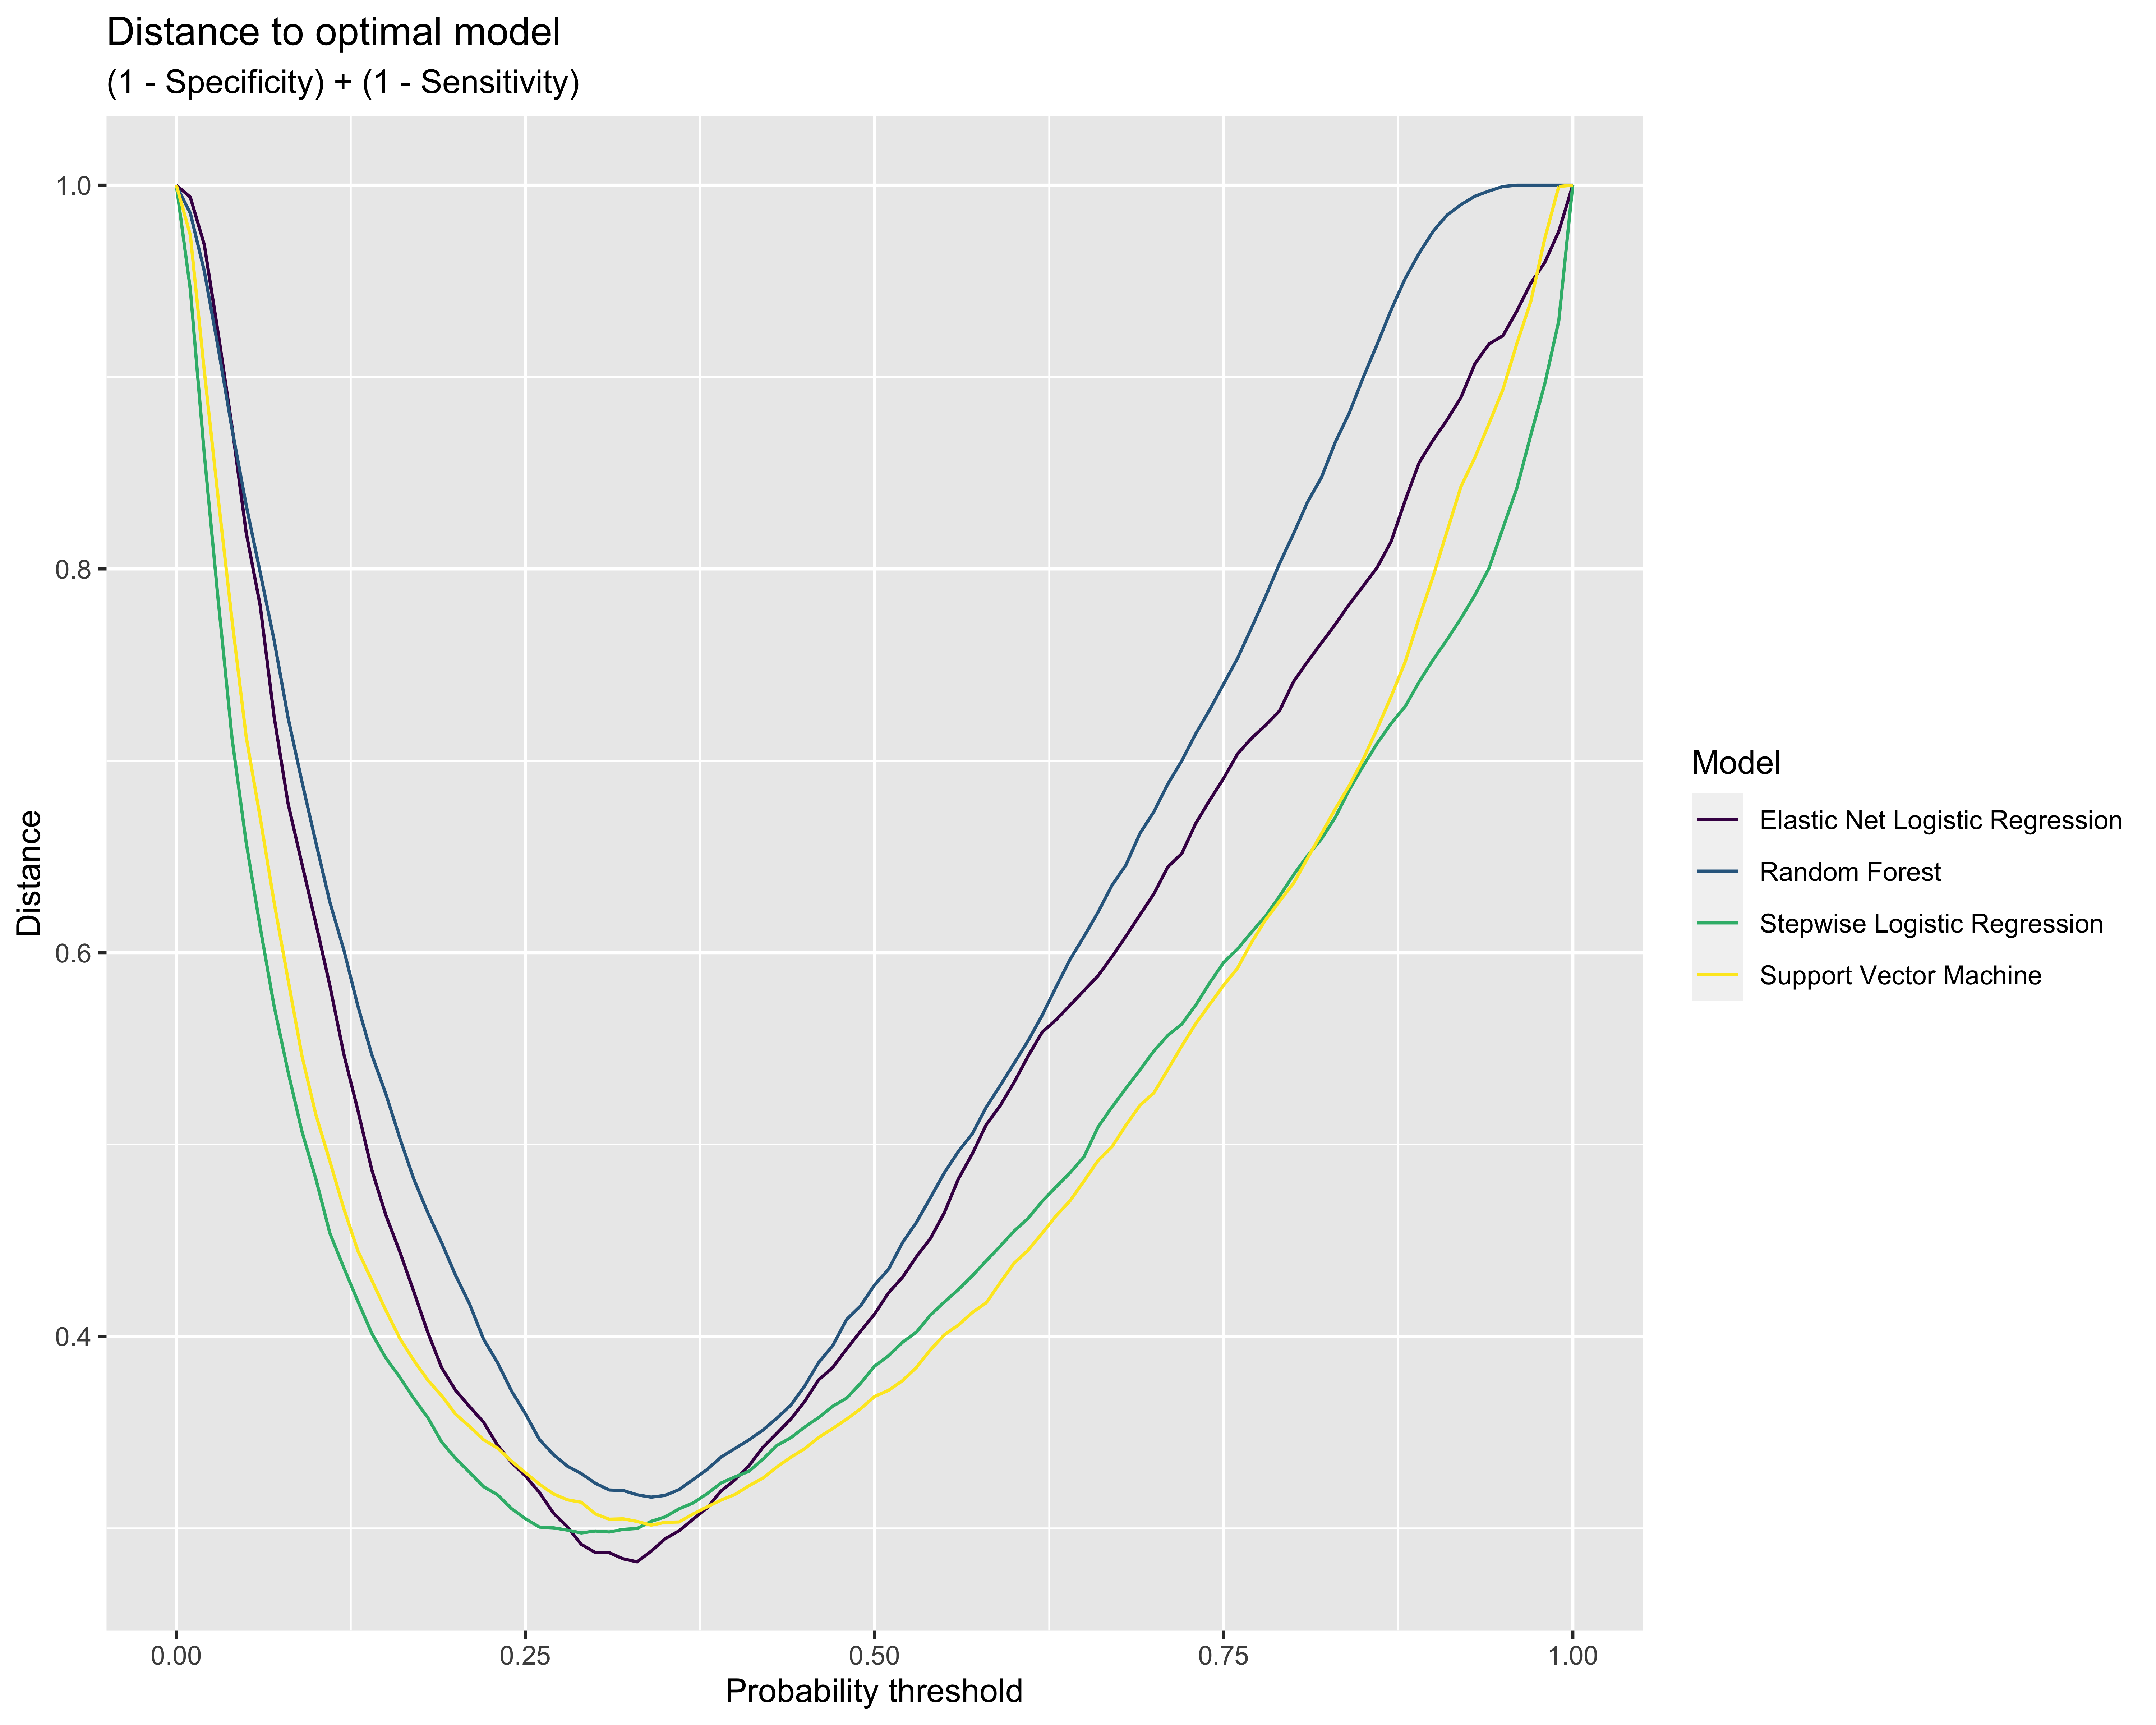 Distance to optimal model
(1 - Specificity) + (1 - Sensitivity)
1.0
0.8
0.6
0.4
Distance
0.00 0.25 0.50 0.75 1.00
Probability threshold
Model
Elastic Net Logistic Regression
Random Forest
Stepwise Logistic Regression
Support Vector Machine